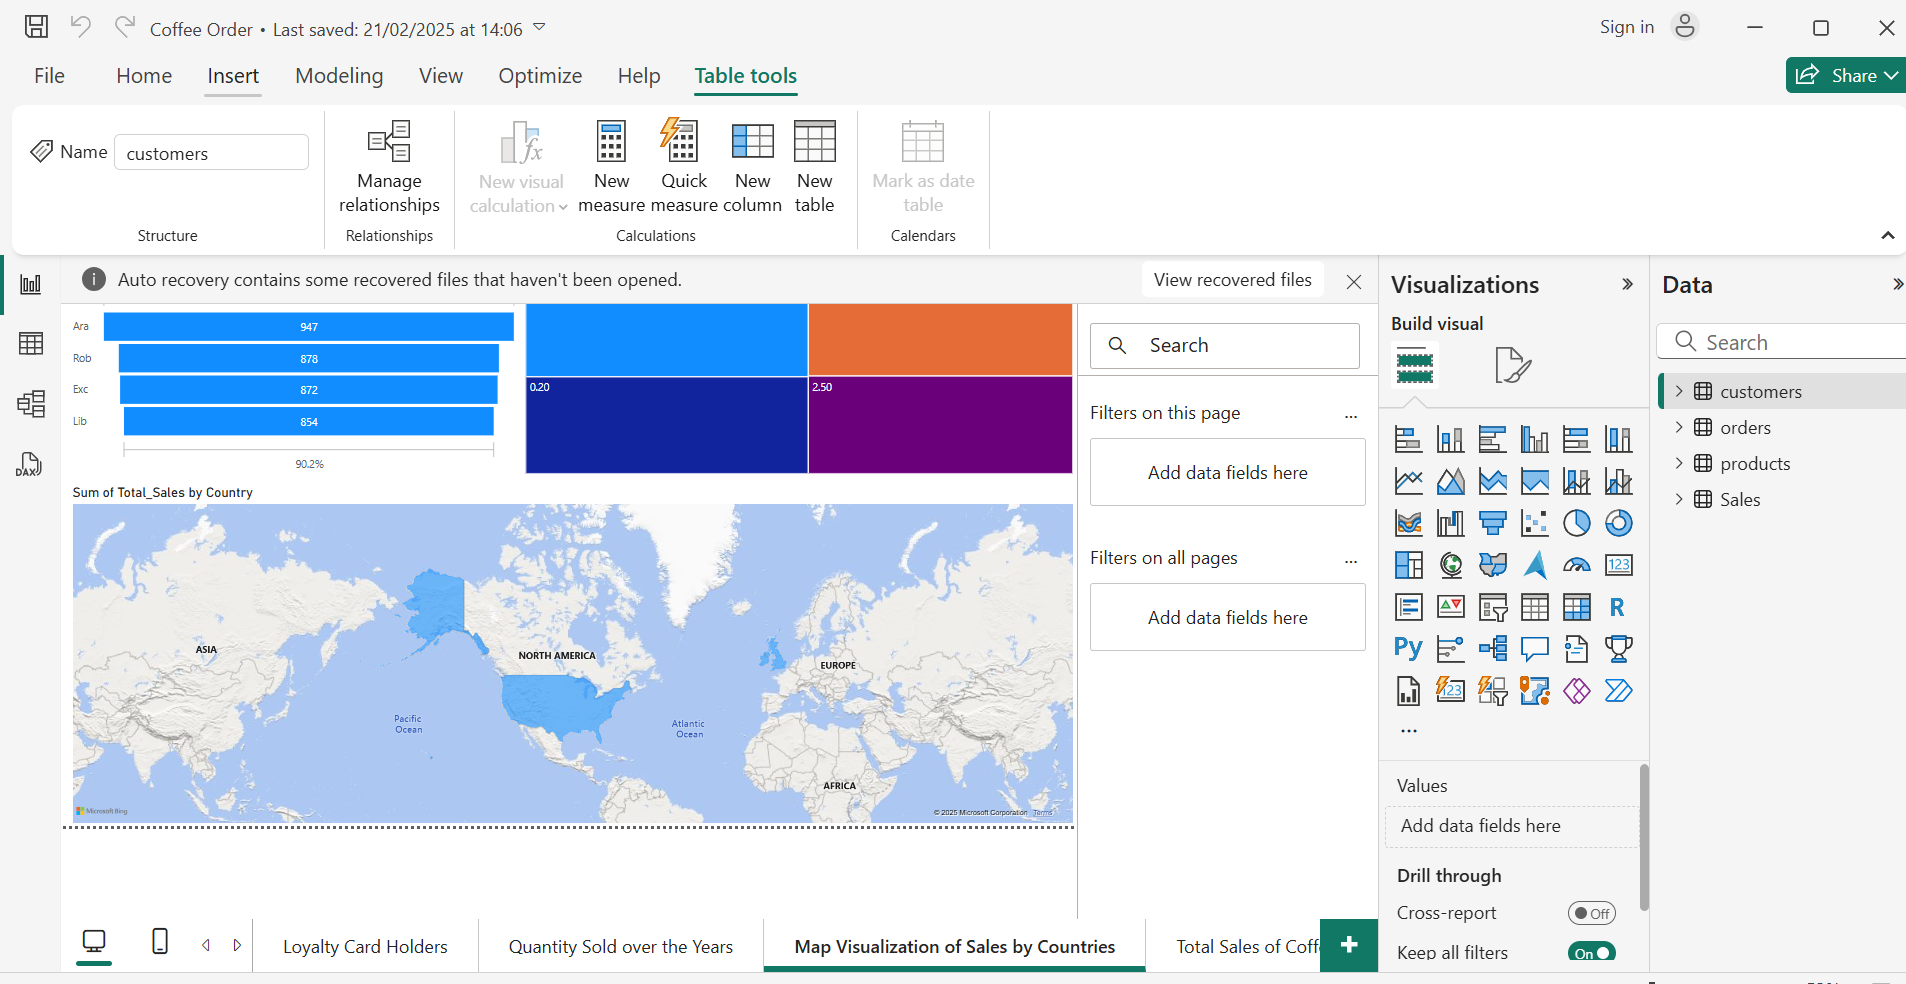 Coffee Order • Last saved: 21/02/2025 at 14:06
Sign in
File Home Insert Modeling View Optimize Help Table tools
Share
Name customers
Structure
Manage relationships
Relationships
New visual calculation
New measure
Quick measure
New column
New table
Calculations
Mark as date table
Calendars
Auto recovery contains some recovered files that haven't been opened.
View recovered files
Ara 947
Rob 878
Exc 872
Lib 854
90.2%
0.20
2.50
Sum of Total_Sales by Country
ASIA
NORTH AMERICA
EUROPE
AFRICA
Pacific
Ocean
Atlantic
Ocean
Microsoft Bing
© 2025 Microsoft Corporation Terms
Search
Filters on this page ...
Add data fields here
Filters on all pages ...
Add data fields here
Visualizations
Build visual
123
R
Py
123
...
Values
Add data fields here
Drill through
Cross-report Off
Keep all filters On
Data
Search
customers
orders
products
Sales
DAX
Loyalty Card Holders
Quantity Sold over the Years
Map Visualization of Sales by Countries
Total Sales of Coff
+